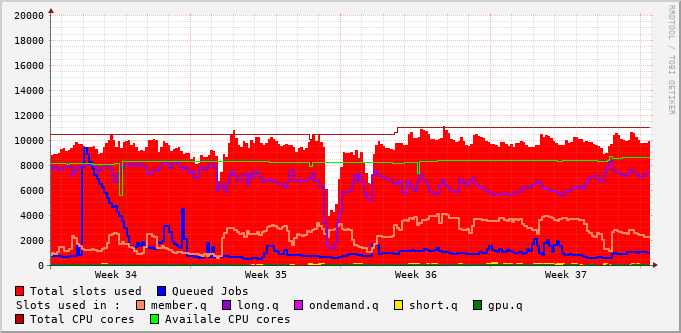 20000
18000
16000
14000
12000
10000
8000
6000
4000
2000
0
Week 34 Week 35 Week 36 Week 37
RRDTOOL / TOBI OETIKER
Total slots used Queued Jobs
Slots used in : member.q long.q ondemand.q short.q gpu.q
Total CPU cores Availale CPU cores